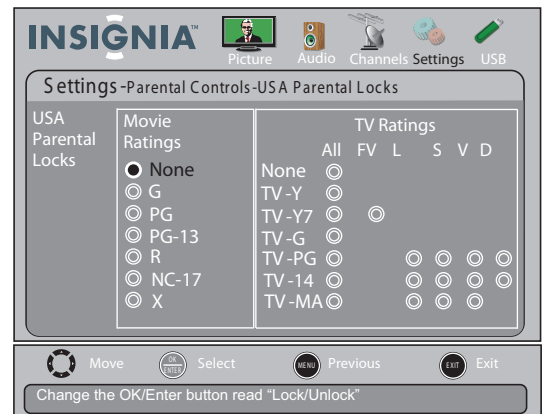 INSIGNIA™
Picture Audio Channels Settings USB
Settings-Parental Controls-USA Parental Locks
USA Parental Locks
Movie Ratings
None
G
PG
PG-13
R
NC-17
X
TV Ratings
All FV L S V D
None
TV-Y
TV-Y7
TV-G
TV-PG
TV-14
TV-MA
Move
OK ENTER Select
MENU Previous
EXIT Exit
Change the OK/Enter button read “Lock/Unlock”